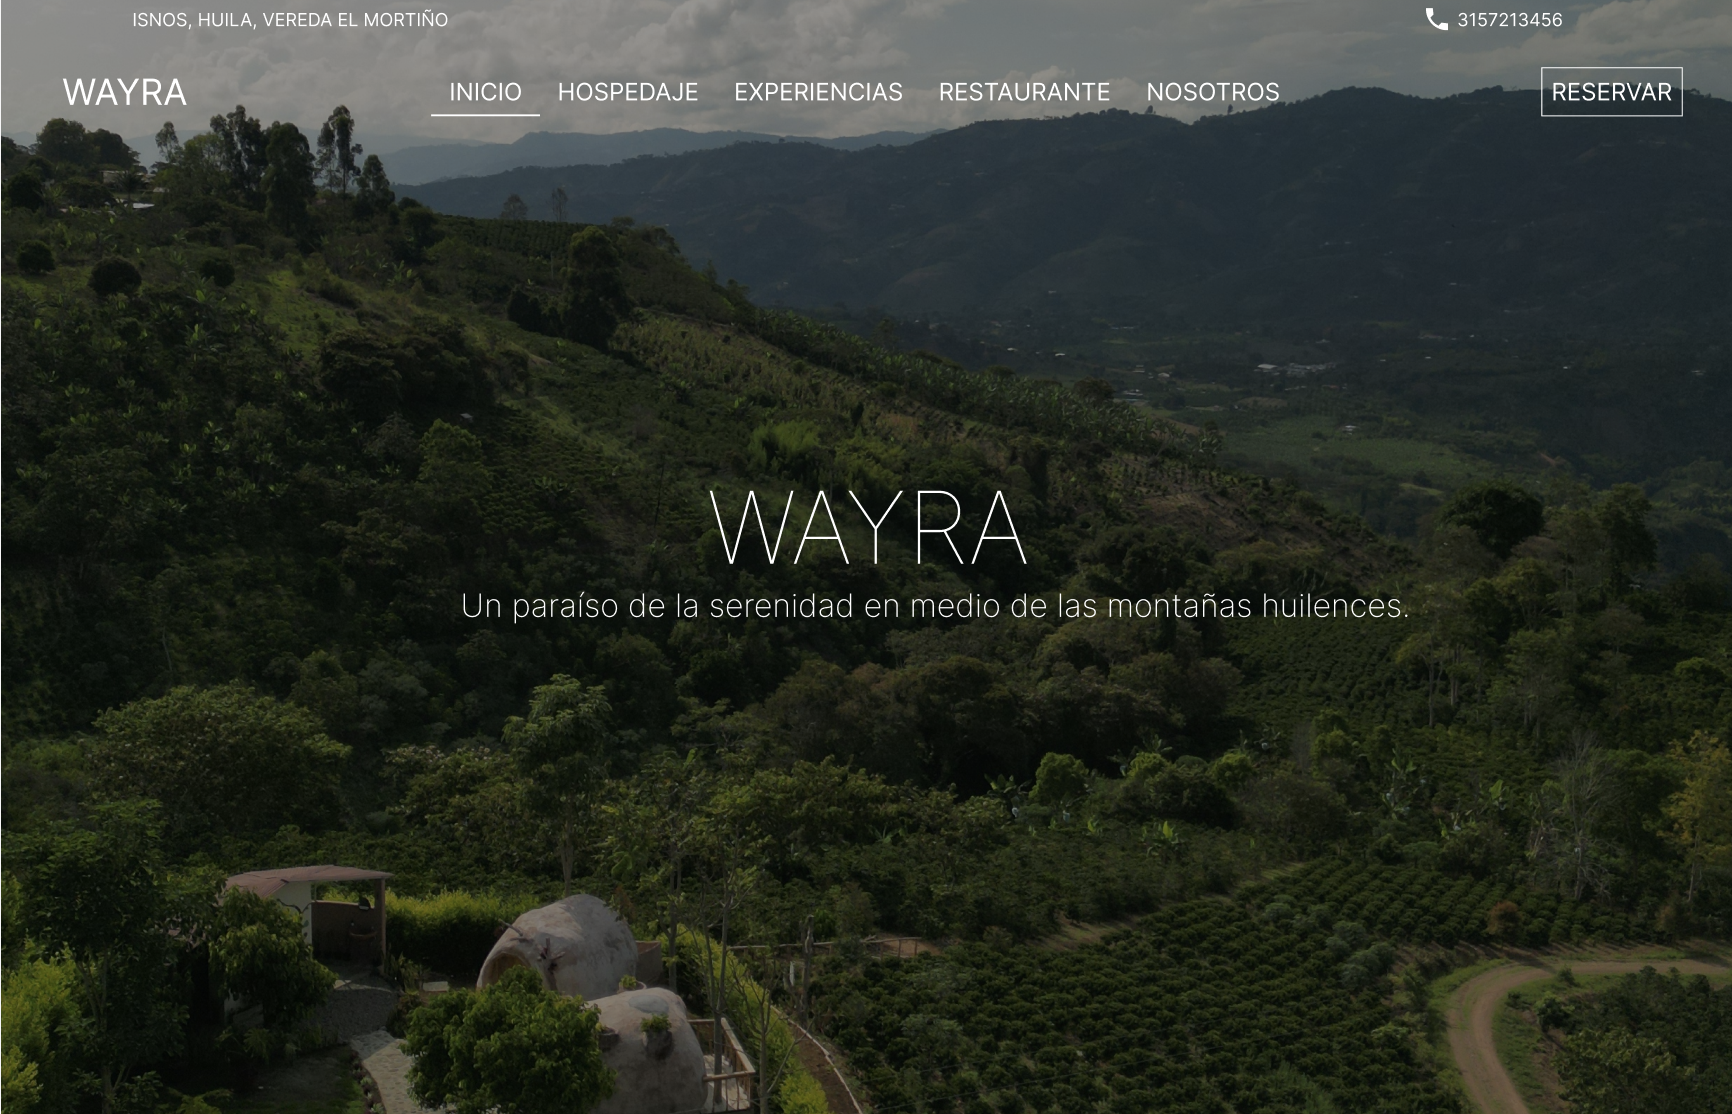 ISNOS, HUILA, VEREDA EL MORTIÑO
3157213456
WAYRA
INICIO HOSPEDAJE EXPERIENCIAS RESTAURANTE NOSOTROS
RESERVAR
WAYRA
Un paraíso de la serenidad en medio de las montañas huilences.